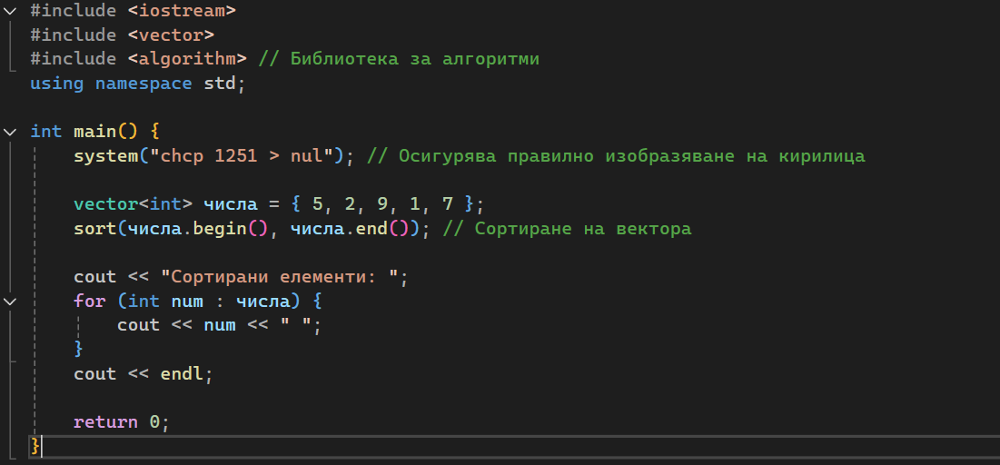 #include <iostream>
#include <vector>
#include <algorithm> // Библиотека за алгоритми
using namespace std;
int main() {
system("chcp 1251 > nul"); // Осигурява правилно изобразяване на кирилица
vector<int> числа = { 5, 2, 9, 1, 7 };
sort(числа.begin(), числа.end()); // Сортиране на вектора
cout << "Сортирани елементи: ";
for (int num : числа) {
cout << num << " ";
}
cout << endl;
return 0;
}